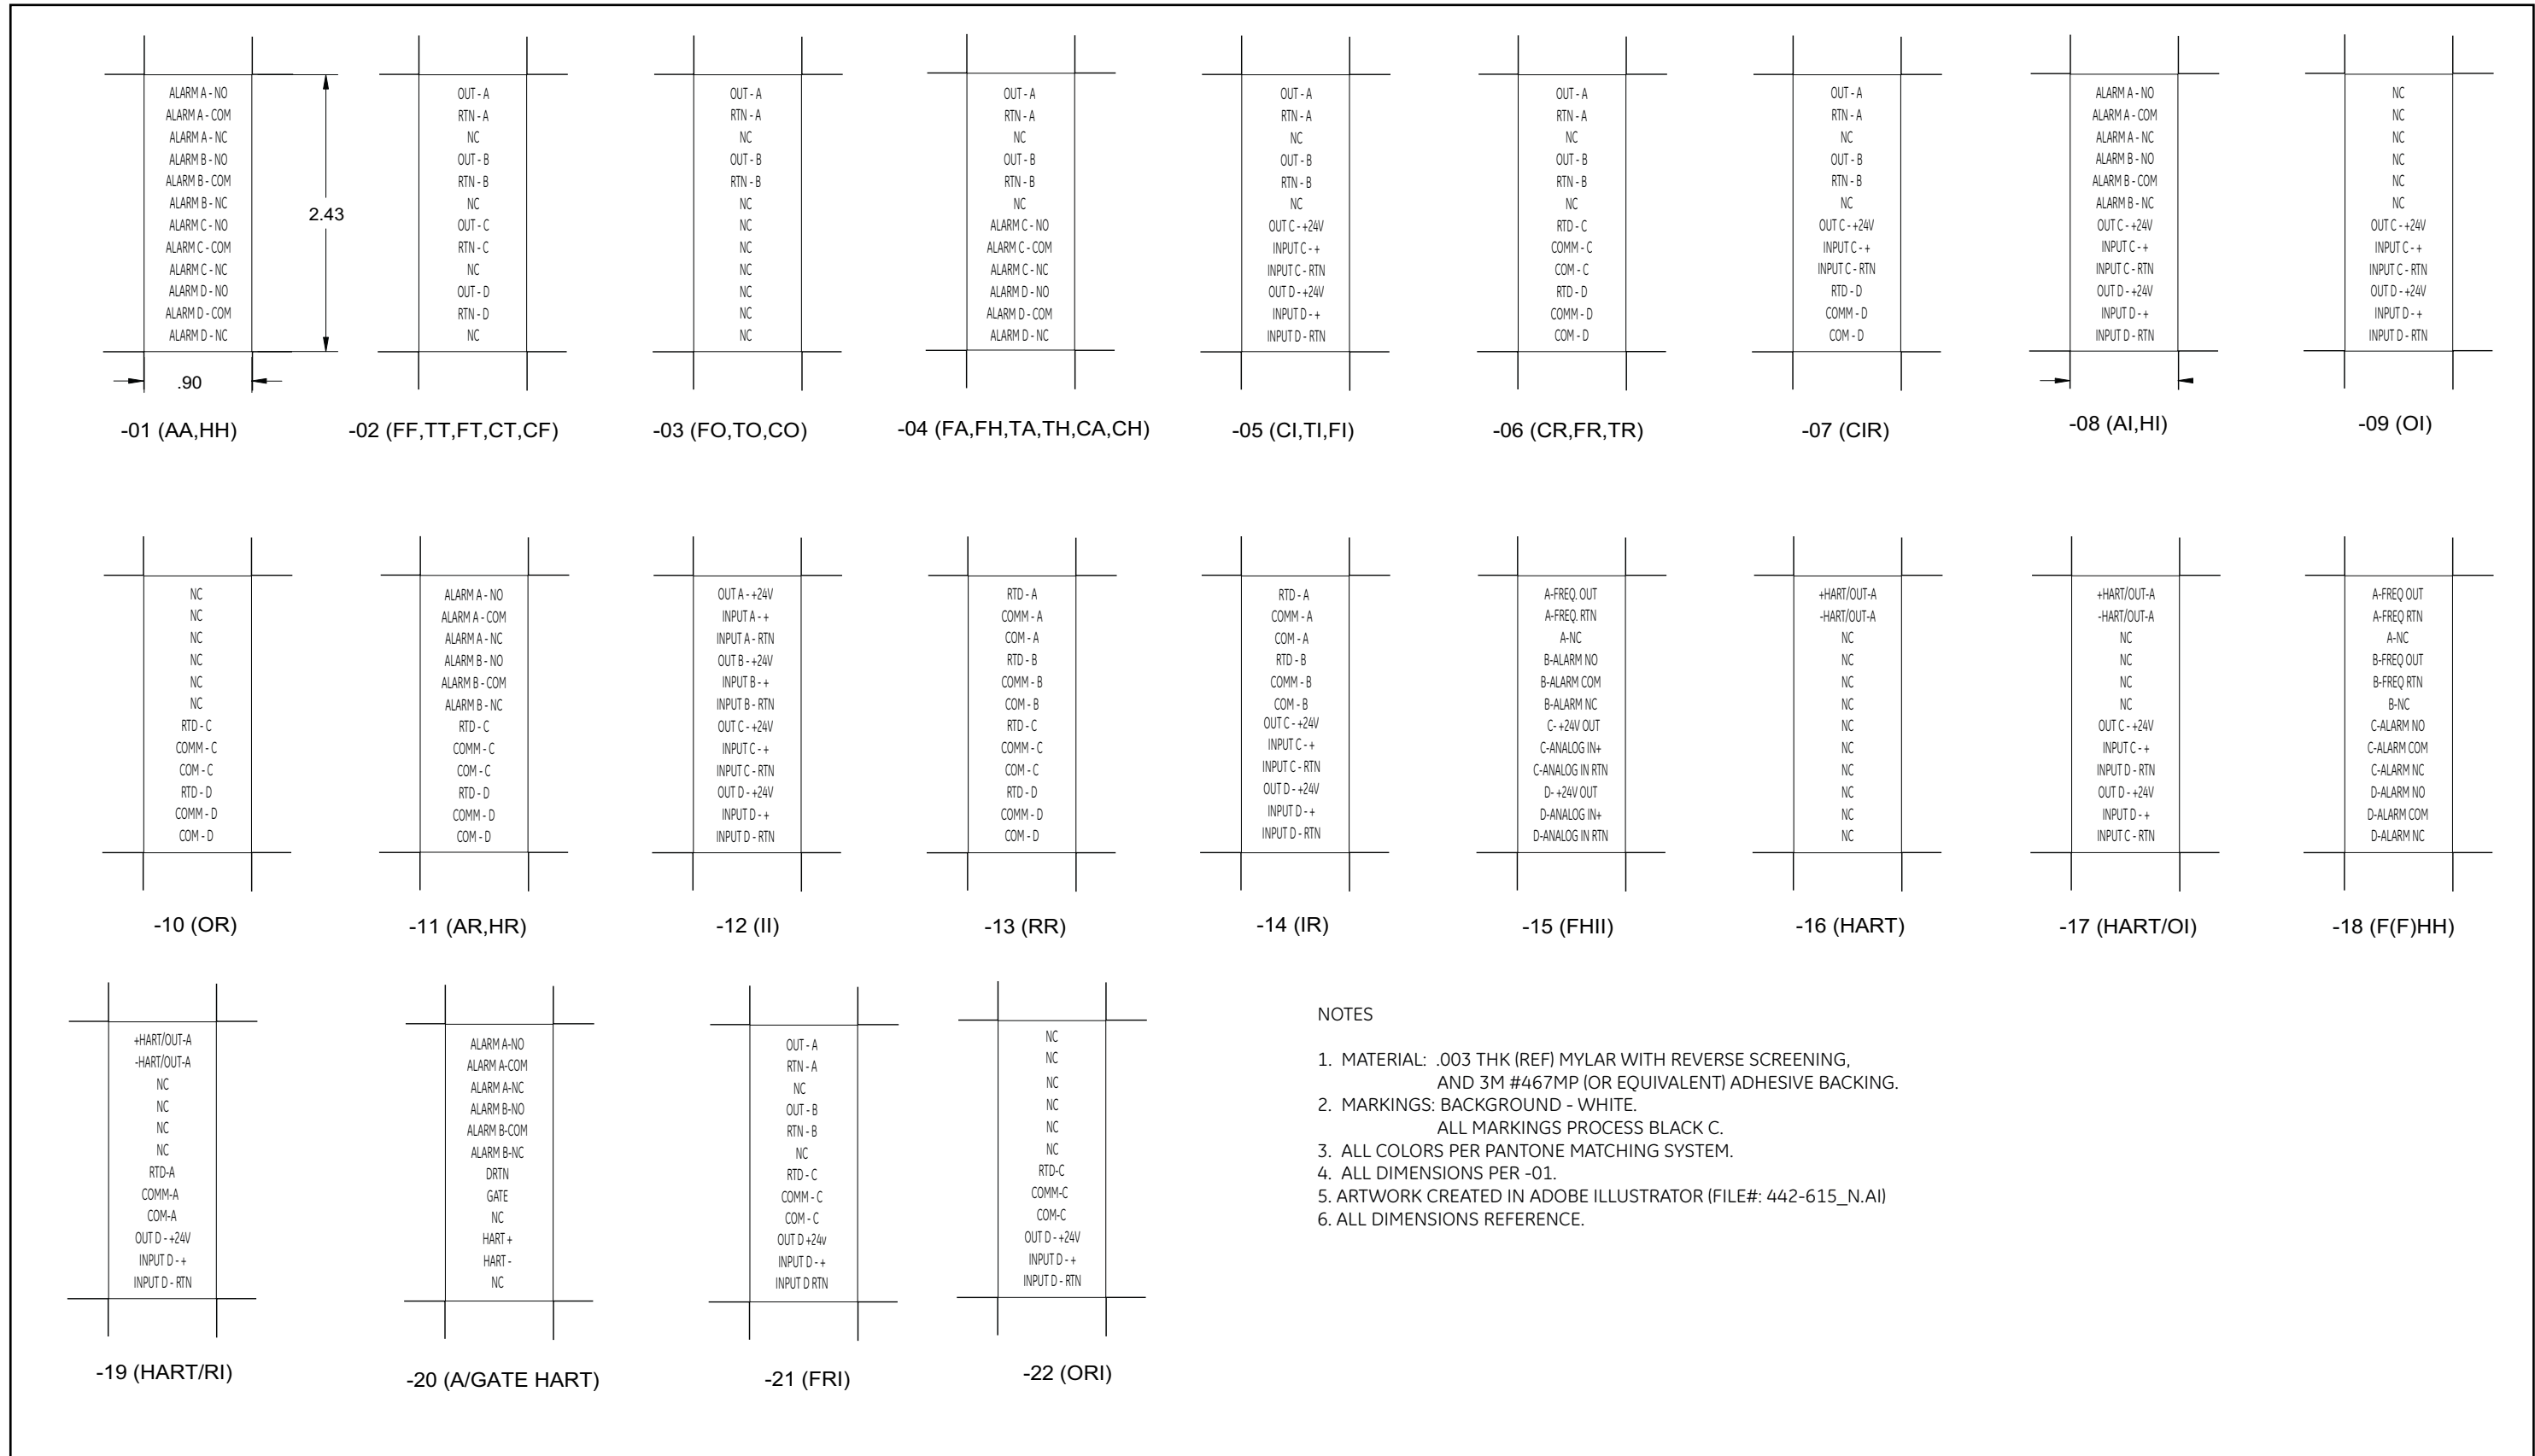 ALARM A - NO
ALARM A - COM
ALARM A - NC
ALARM B - NO
ALARM B - COM
ALARM B - NC
ALARM C - NO
ALARM C - COM
ALARM C - NC
ALARM D - NO
ALARM D - COM
ALARM D - NC
2.43
.90
-01 (AA,HH)
OUT - A
RTN - A
NC
OUT - B
RTN - B
NC
OUT - C
RTN - C
NC
OUT - D
RTN - D
NC
-02 (FF,TT,FT,CT,CF)
OUT - A
RTN - A
NC
OUT - B
RTN - B
NC
NC
NC
NC
NC
NC
NC
-03 (FO,TO,CO)
OUT - A
RTN - A
NC
OUT - B
RTN - B
NC
ALARM C - NO
ALARM C - COM
ALARM C - NC
ALARM D - NO
ALARM D - COM
ALARM D - NC
-04 (FA,FH,TA,TH,CA,CH)
OUT - A
RTN - A
NC
OUT - B
RTN - B
NC
OUT C - +24V
INPUT C - +
INPUT C - RTN
OUT D - +24V
INPUT D - +
INPUT D - RTN
-05 (CI,TI,FI)
OUT - A
RTN - A
NC
OUT - B
RTN - B
NC
RTD - C
COMM - C
COM - C
RTD - D
COMM - D
COM - D
-06 (CR,FR,TR)
OUT - A
RTN - A
NC
OUT - B
RTN - B
NC
OUT C - +24V
INPUT C - +
INPUT C - RTN
RTD - D
COMM - D
COM - D
-07 (CIR)
ALARM A - NO
ALARM A - COM
ALARM A - NC
ALARM B - NO
ALARM B - COM
ALARM B - NC
OUT C - +24V
INPUT C - +
INPUT C - RTN
OUT D - +24V
INPUT D - +
INPUT D - RTN
-08 (AI,HI)
NC
NC
NC
NC
NC
NC
OUT C - +24V
INPUT C - +
INPUT C - RTN
OUT D - +24V
INPUT D - +
INPUT D - RTN
-09 (OI)
NC
NC
NC
NC
NC
NC
RTD - C
COMM - C
COM - C
RTD - D
COMM - D
COM - D
-10 (OR)
ALARM A - NO
ALARM A - COM
ALARM A - NC
ALARM B - NO
ALARM B - COM
ALARM B - NC
RTD - C
COMM - C
COM - C
RTD - D
COMM - D
COM - D
-11 (AR,HR)
OUT A - +24V
INPUT A - +
INPUT A - RTN
OUT B - +24V
INPUT B - +
INPUT B - RTN
OUT C - +24V
INPUT C - +
INPUT C - RTN
OUT D - +24V
INPUT D - +
INPUT D - RTN
-12 (II)
RTD - A
COMM - A
COM - A
RTD - B
COMM - B
COM - B
RTD - C
COMM - C
COM - C
RTD - D
COMM - D
COM - D
-13 (RR)
RTD - A
COMM - A
COM - A
RTD - B
COMM - B
COM - B
OUT C - +24V
INPUT C - +
INPUT C - RTN
OUT D - +24V
INPUT D - +
INPUT D - RTN
-14 (IR)
A-FREQ. OUT
A-FREQ. RTN
A-NC
B-ALARM NO
B-ALARM COM
B-ALARM NC
C- +24V OUT
C-ANALOG IN+
C-ANALOG IN RTN
D- +24V OUT
D-ANALOG IN+
D-ANALOG IN RTN
-15 (FHII)
+HART/OUT-A
-HART/OUT-A
NC
NC
NC
NC
NC
NC
NC
NC
NC
NC
-16 (HART)
+HART/OUT-A
-HART/OUT-A
NC
NC
NC
NC
OUT C - +24V
INPUT C - +
INPUT D - RTN
OUT D - +24V
INPUT D - +
INPUT C - RTN
-17 (HART/OI)
A-FREQ OUT
A-FREQ RTN
A-NC
B-FREQ OUT
B-FREQ RTN
B-NC
C-ALARM NO
C-ALARM COM
C-ALARM NC
D-ALARM NO
D-ALARM COM
D-ALARM NC
-18 (F(F)HH)
+HART/OUT-A
-HART/OUT-A
NC
NC
NC
NC
RTD-A
COMM-A
COM-A
OUT D - +24V
INPUT D - +
INPUT D - RTN
-19 (HART/RI)
ALARM A-NO
ALARM A-COM
ALARM A-NC
ALARM B-NO
ALARM B-COM
ALARM B-NC
DRTN
GATE
NC
HART +
HART -
NC
-20 (A/GATE HART)
OUT - A
RTN - A
NC
OUT - B
RTN - B
NC
RTD - C
COMM - C
COM - C
OUT D +24v
INPUT D - +
INPUT D RTN
-21 (FRI)
NC
NC
NC
NC
NC
NC
RTD-C
COMM-C
COM-C
OUT D - +24V
INPUT D - +
INPUT D - RTN
-22 (ORI)
NOTES
1. MATERIAL: .003 THK (REF) MYLAR WITH REVERSE SCREENING,
AND 3M #467MP (OR EQUIVALENT) ADHESIVE BACKING.
2. MARKINGS: BACKGROUND - WHITE.
ALL MARKINGS PROCESS BLACK C.
3. ALL COLORS PER PANTONE MATCHING SYSTEM.
4. ALL DIMENSIONS PER -01.
5. ARTWORK CREATED IN ADOBE ILLUSTRATOR (FILE#: 442-615_N.AI)
6. ALL DIMENSIONS REFERENCE.